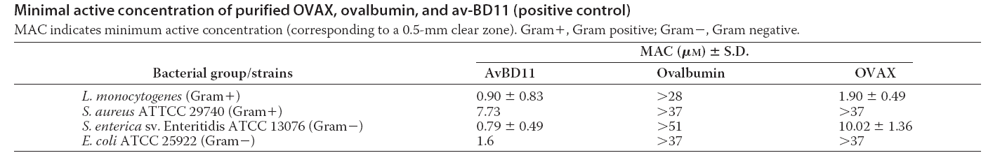 Minimal active concentration of purified OVAX, ovalbumin, and av-BD11 (positive control)
MAC indicates minimum active concentration (corresponding to a 0.5-mm clear zone). Gram+, Gram positive; Gram−, Gram negative.
MAC (μM) ± S.D.
Bacterial group/strains AvBD11 Ovalbumin OVAX
L. monocytogenes (Gram+) 0.90 ± 0.83 >28 1.90 ± 0.49
S. aureus ATTCC 29740 (Gram+) 7.73 >37 >37
S. enterica sv. Enteritidis ATCC 13076 (Gram−) 0.79 ± 0.49 >51 10.02 ± 1.36
E. coli ATCC 25922 (Gram−) 1.6 >37 >37